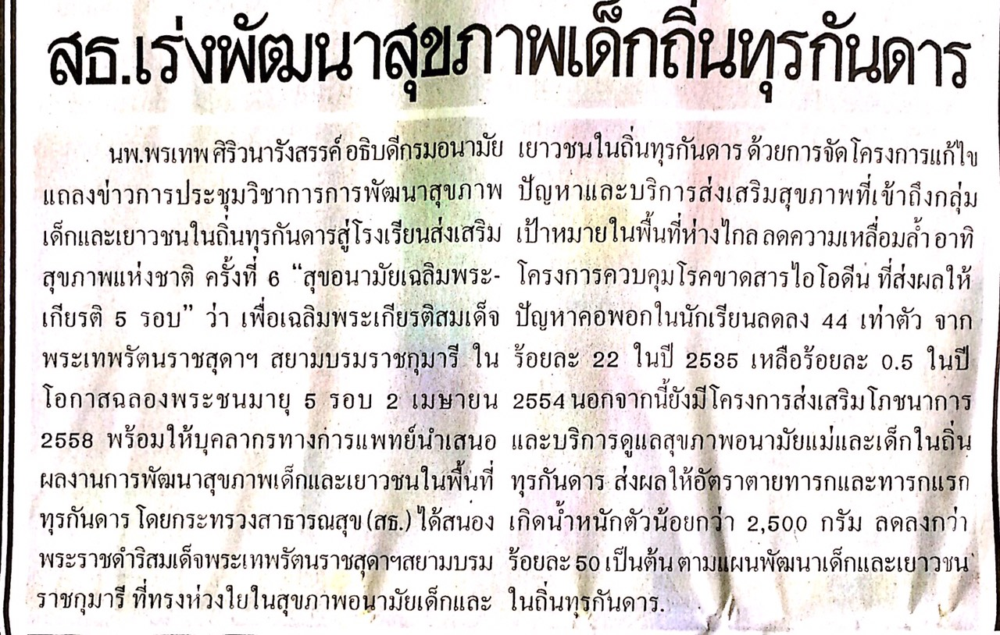 สธ.เร่งพัฒนาสุขภาพเด็กถิ่นทุรกันดาร
นพ.พรเทพ ศิริวนารังสรรค์ อธิบดีกรมอนามัย
แถลงข่าวการประชุมวิชาการการพัฒนาสุขภาพ
เด็กและเยาวชนในถิ่นทุรกันดารสู่โรงเรียนส่งเสริม
สุขภาพแห่งชาติ ครั้งที่ 6 “สุขอนามัยเฉลิมพระ-
เกียรติ 5 รอบ” ว่า เพื่อเฉลิมพระเกียรติสมเด็จ
พระเทพรัตนราชสุดาฯ สยามบรมราชกุมารี ใน
โอกาสฉลองพระชนมายุ 5 รอบ 2 เมษายน
2558 พร้อมให้บุคลากรทางการแพทย์นำเสนอ
ผลงานการพัฒนาสุขภาพเด็กและเยาวชนในพื้นที่
ทุรกันดาร โดยกระทรวงสาธารณสุข (สธ.) ได้สนอง
พระราชดำริสมเด็จพระเทพรัตนราชสุดาฯสยามบรม
ราชกุมารี ที่ทรงห่วงใยในสุขภาพอนามัยเด็กและ
เยาวชนในถิ่นทุรกันดาร ด้วยการจัดโครงการแก้ไข
ปัญหาและบริการส่งเสริมสุขภาพที่เข้าถึงกลุ่ม
เป้าหมายในพื้นที่ห่างไกล ลดความเหลื่อมล้ำ อาทิ
โครงการควบคุมโรคขาดสารไอโอดีน ที่ส่งผลให้
ปัญหาคอพอกในนักเรียนลดลง 44 เท่าตัว จาก
ร้อยละ 22 ในปี 2535 เหลือร้อยละ 0.5 ในปี
2554 นอกจากนี้ยังมีโครงการส่งเสริมโภชนาการ
และบริการดูแลสุขภาพอนามัยแม่และเด็กในถิ่น
ทุรกันดาร ส่งผลให้อัตราตายทารกและทารกแรก
เกิดน้ำหนักตัวน้อยกว่า 2,500 กรัม ลดลงกว่า
ร้อยละ 50 เป็นต้น ตามแผนพัฒนาเด็กและเยาวชน
ในถิ่นทุรกันดาร.